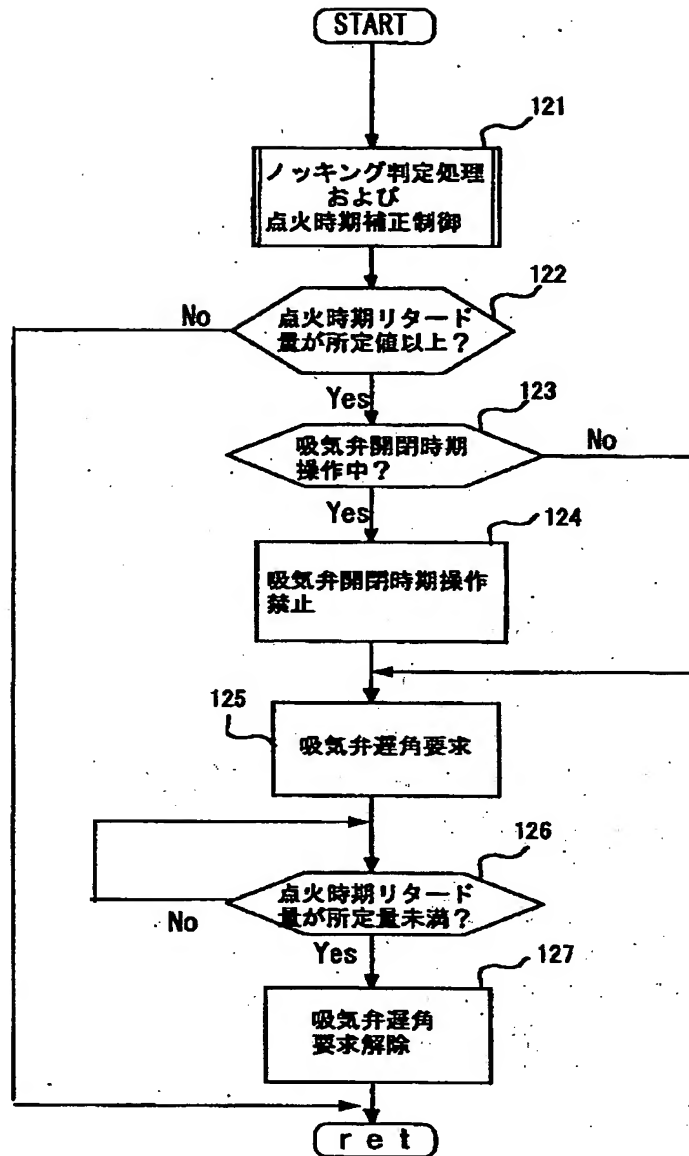 START
121
ノッキング判定処理
および
点火時期補正制御
122
No
点火時期リタード
量が所定値以上?
Yes
123
吸気弁開閉時期
操作中?
No
Yes
124
吸気弁開閉時期操作
禁止
125
吸気弁遅角要求
126
点火時期リタード
量が所定量未満?
No
Yes
127
吸気弁遅角
要求解除
ret